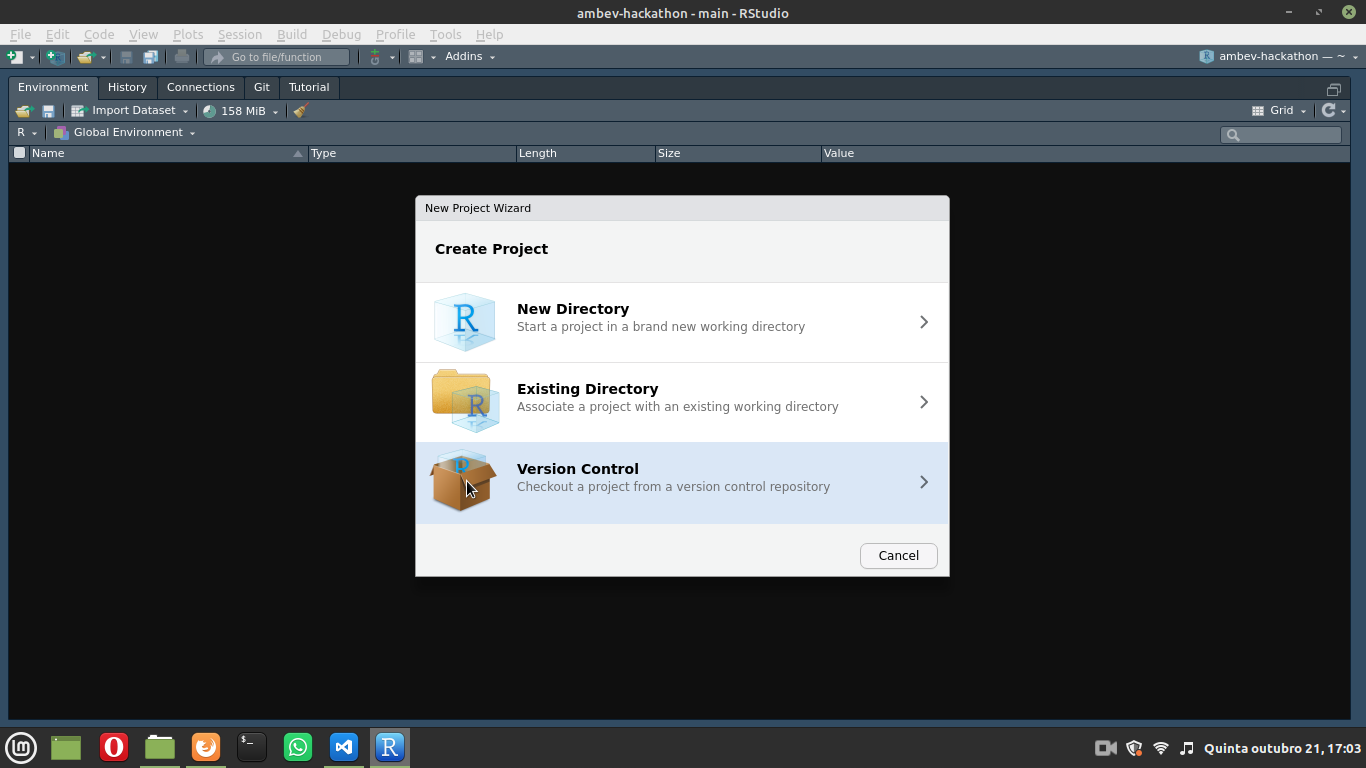 ambev-hackathon - main - RStudio
File Edit Code View Plots Session Build Debug Profile Tools Help
Go to file/function Addins ambev-hackathon — ~
Environment History Connections Git Tutorial
Import Dataset 158 MiB Grid
R Global Environment
Name Type Length Size Value
New Project Wizard
Create Project
R
New Directory
Start a project in a brand new working directory
R
Existing Directory
Associate a project with an existing working directory
R
Version Control
Checkout a project from a version control repository
Cancel
$_ R Quinta outubro 21, 17:03